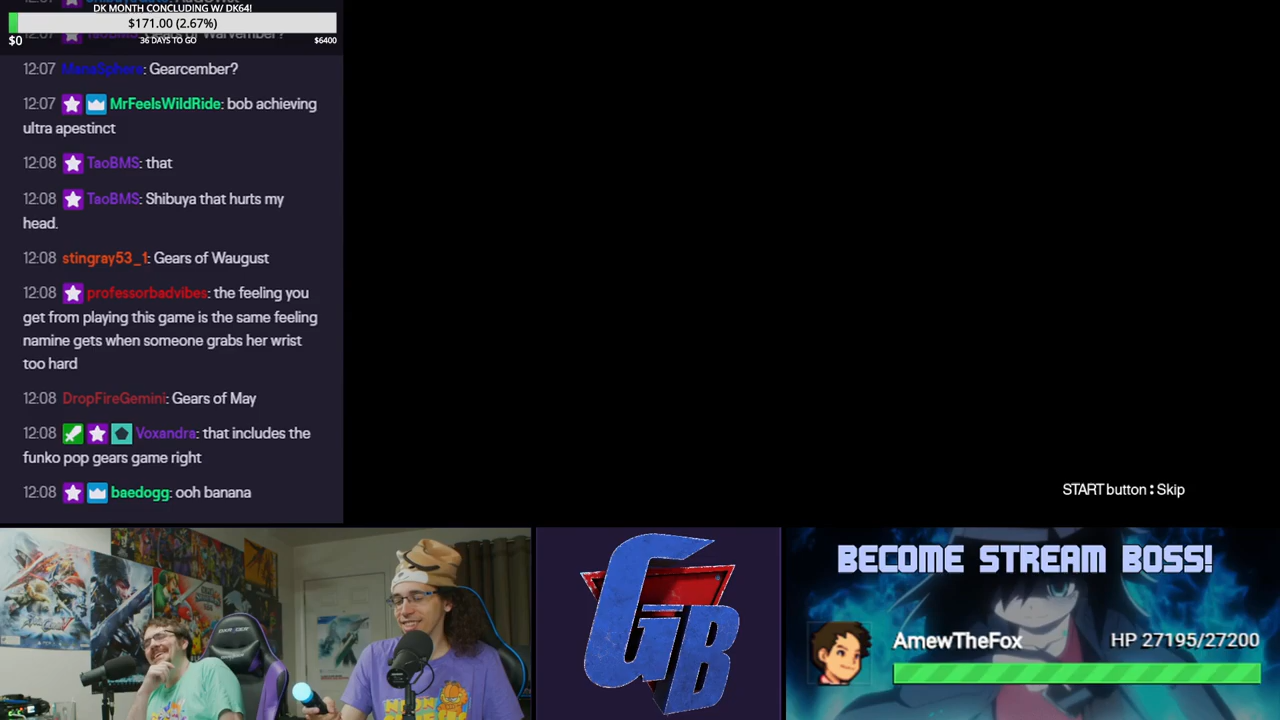 DK MONTH CONCLUDING W/ DK64!
$171.00 (2.67%)
$0
36 DAYS TO GO
$6400
12:07 ManaSphere: Gearcember?
12:07 MrFeelsWildRide: bob achieving
ultra apestinct
12:08 TaoBMS: that
12:08 TaoBMS: Shibuya that hurts my
head.
12:08 stingray53_1: Gears of Waugust
12:08 professorbadvibes: the feeling you
get from playing this game is the same feeling
namine gets when someone grabs her wrist
too hard
12:08 DropFireGemini: Gears of May
12:08 Voxandra: that includes the
funko pop gears game right
12:08 baedogg: ooh banana
START button : Skip
GB
BECOME STREAM BOSS!
AmewTheFox
HP 27195/27200